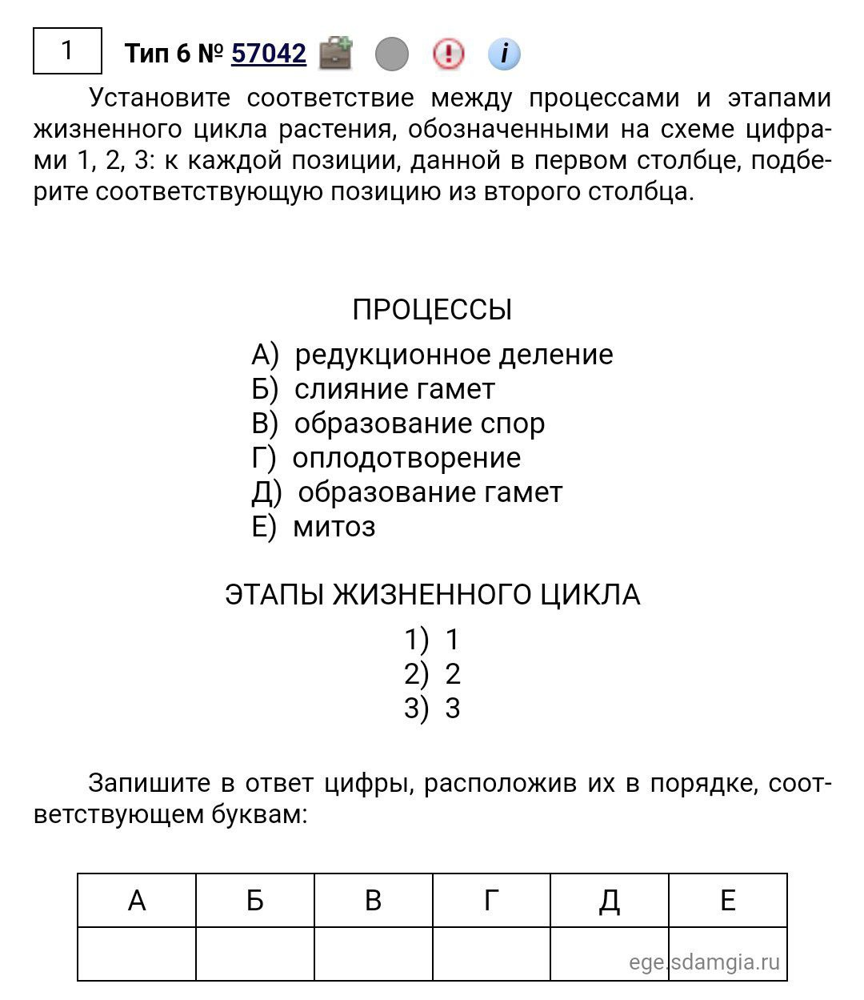 1 Тип 6 № 57042
Установите соответствие между процессами и этапами
жизненного цикла растения, обозначенными на схеме цифра-
ми 1, 2, 3: к каждой позиции, данной в первом столбце, подбе-
рите соответствующую позицию из второго столбца.
ПРОЦЕССЫ
А) редукционное деление
Б) слияние гамет
В) образование спор
Г) оплодотворение
Д) образование гамет
Е) митоз
ЭТАПЫ ЖИЗНЕННОГО ЦИКЛА
1) 1
2) 2
3) 3
Запишите в ответ цифры, расположив их в порядке, соот-
ветствующем буквам:
А Б В Г Д Е
ege.sdamgia.ru